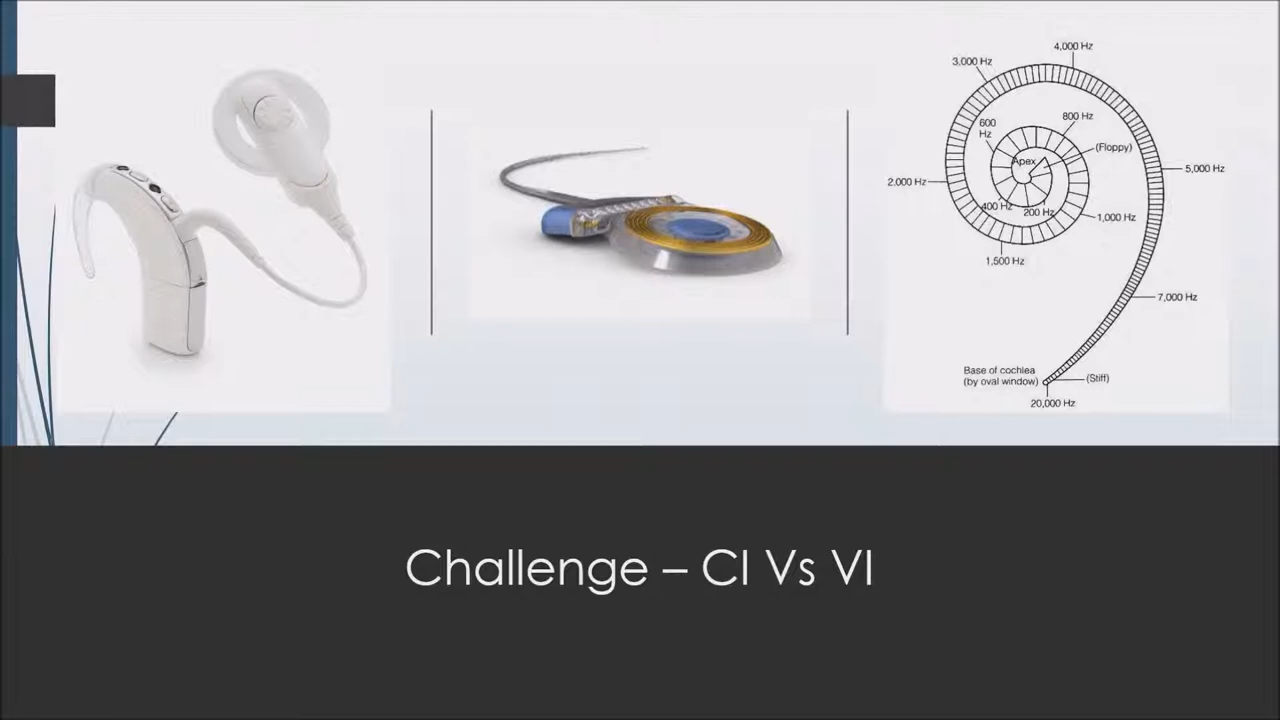 4,000 Hz
3,000 Hz
800 Hz
600
Hz
(Floppy)
Apex
5,000 Hz
2.000 Hz
400 Hz
200 Hz
1,000 Hz
1,500 Hz
7,000 Hz
Base of cochlea
(by oval window)
(Stiff)
20,000 Hz
Challenge – CI Vs VI